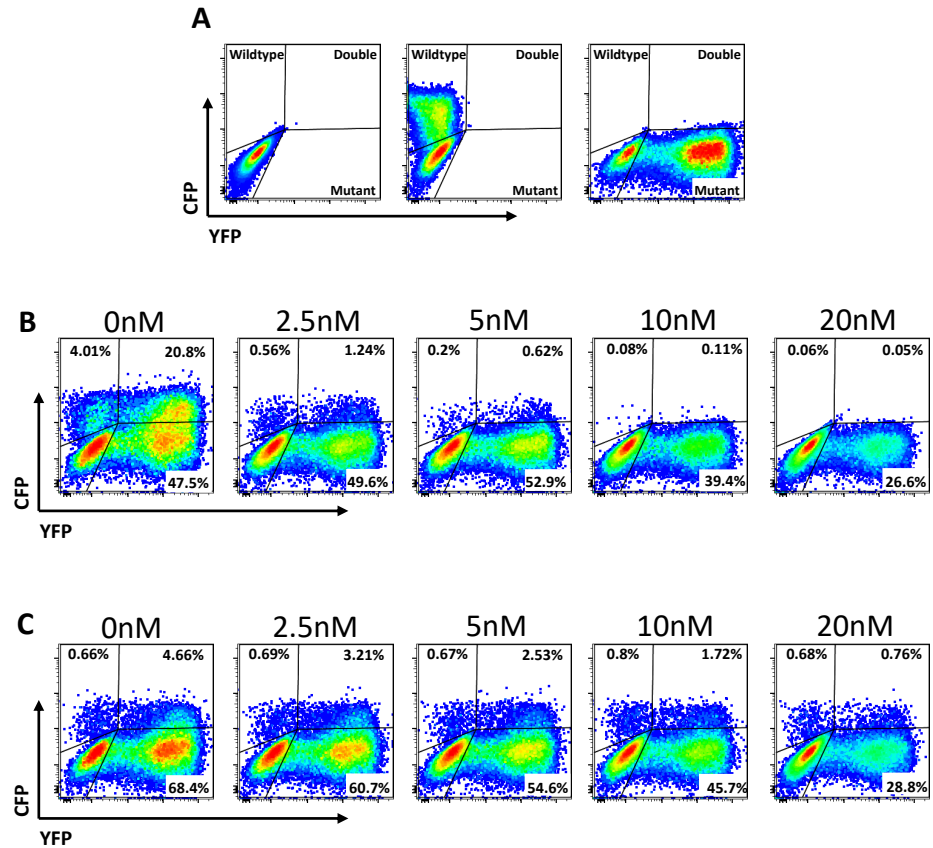 A
Wildtype Double Wildtype Double Wildtype Double
Mutant Mutant Mutant
CFP
YFP
B
0nM 2.5nM 5nM 10nM 20nM
4.01% 20.8% 0.56% 1.24% 0.2% 0.62% 0.08% 0.11% 0.06% 0.05%
47.5% 49.6% 52.9% 39.4% 26.6%
CFP
YFP
C
0nM 2.5nM 5nM 10nM 20nM
0.66% 4.66% 0.69% 3.21% 0.67% 2.53% 0.8% 1.72% 0.68% 0.76%
68.4% 60.7% 54.6% 45.7% 28.8%
CFP
YFP